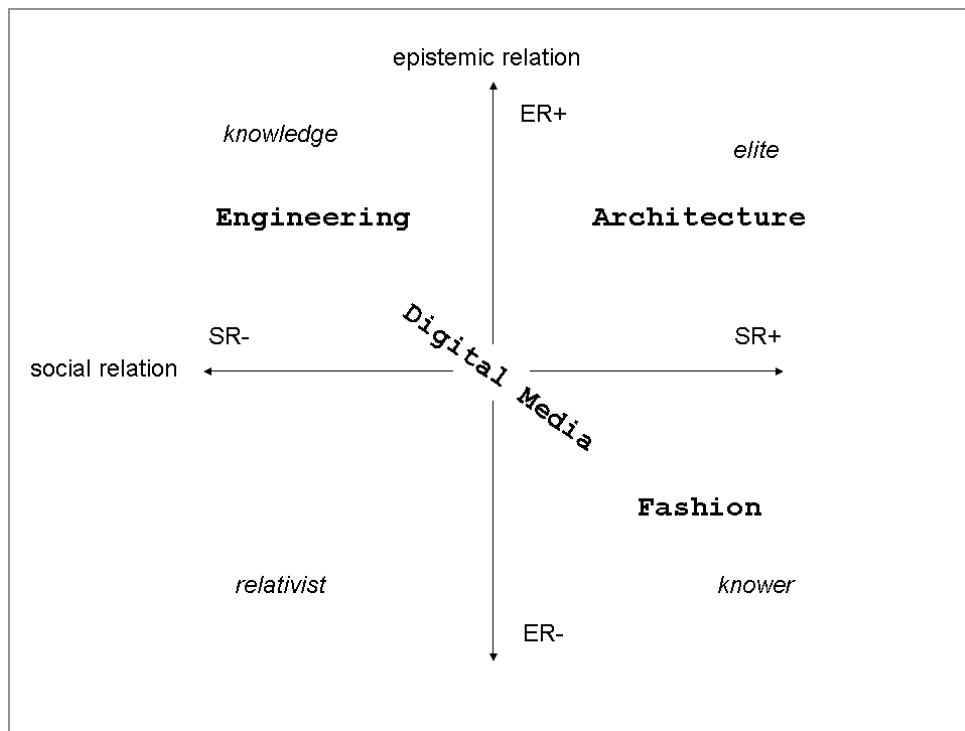 epistemic relation
ER+
knowledge
elite
Engineering
Architecture
SR-
SR+
social relation
Digital Media
Fashion
relativist
knower
ER-